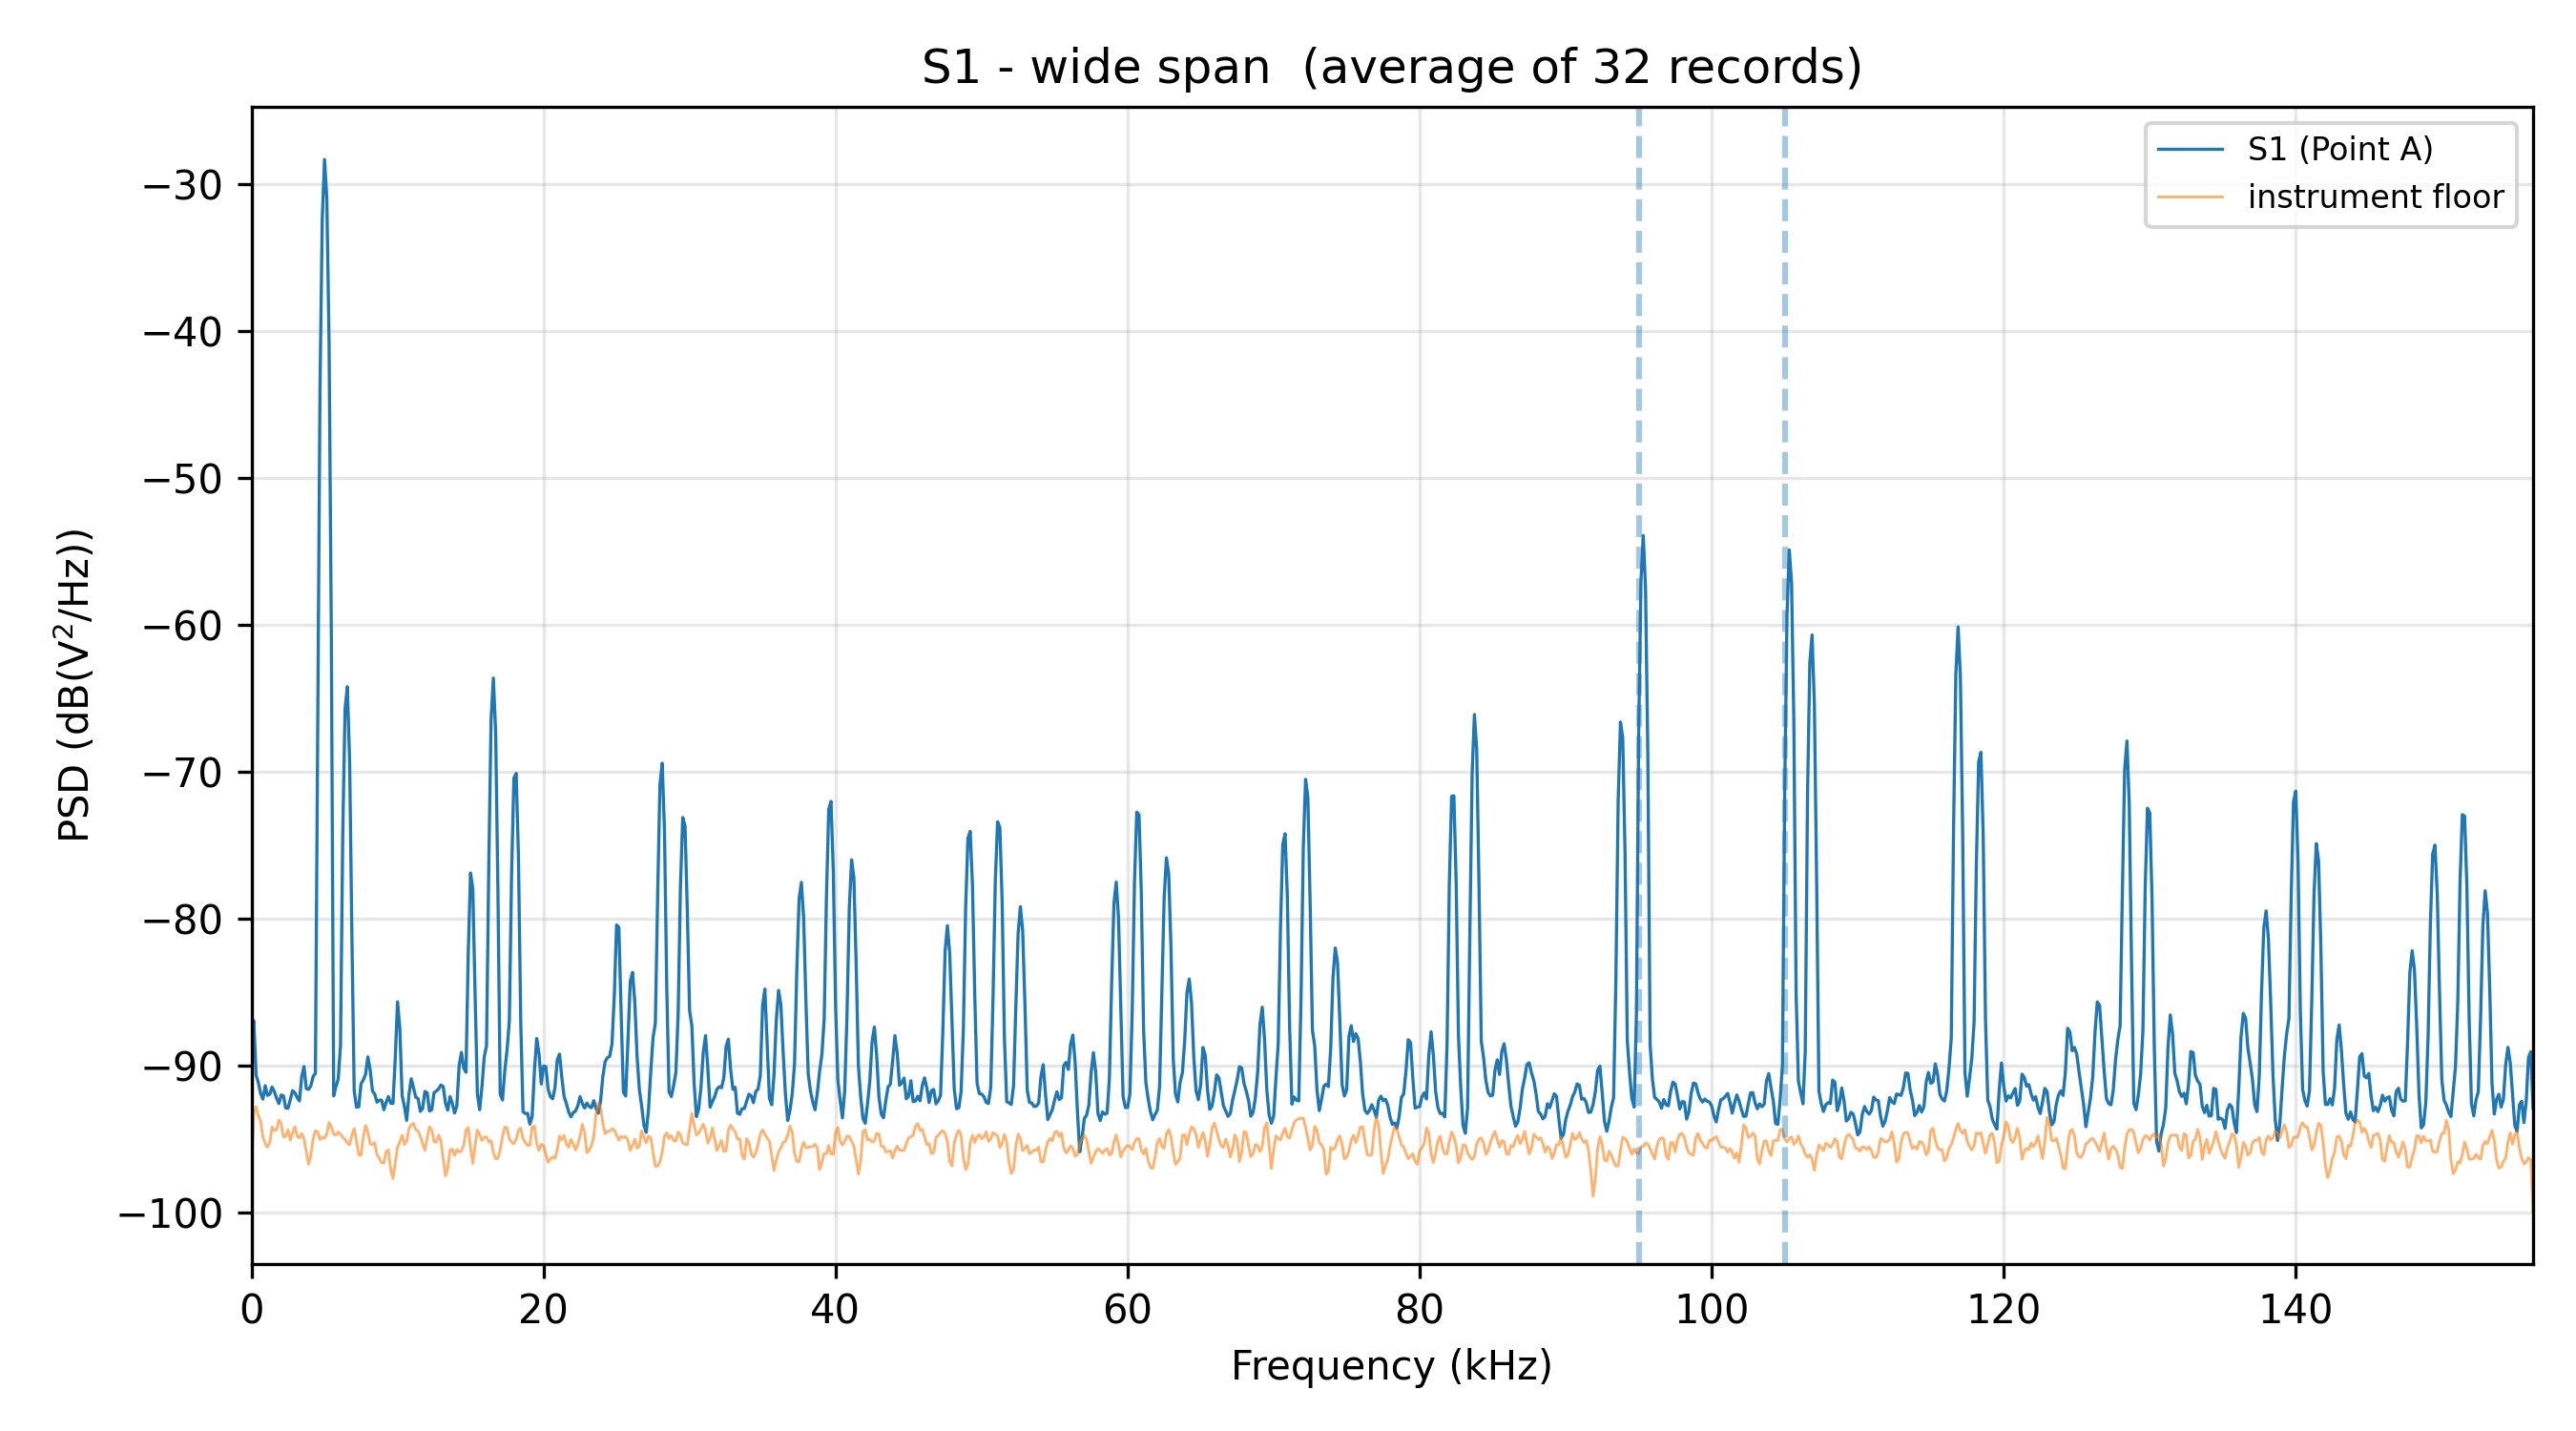 S1 - wide span  (average of 32 records)
S1 (Point A)
instrument floor
PSD (dB(V²/Hz))
−30
−40
−50
−60
−70
−80
−90
−100
0 20 40 60 80 100 120 140
Frequency (kHz)